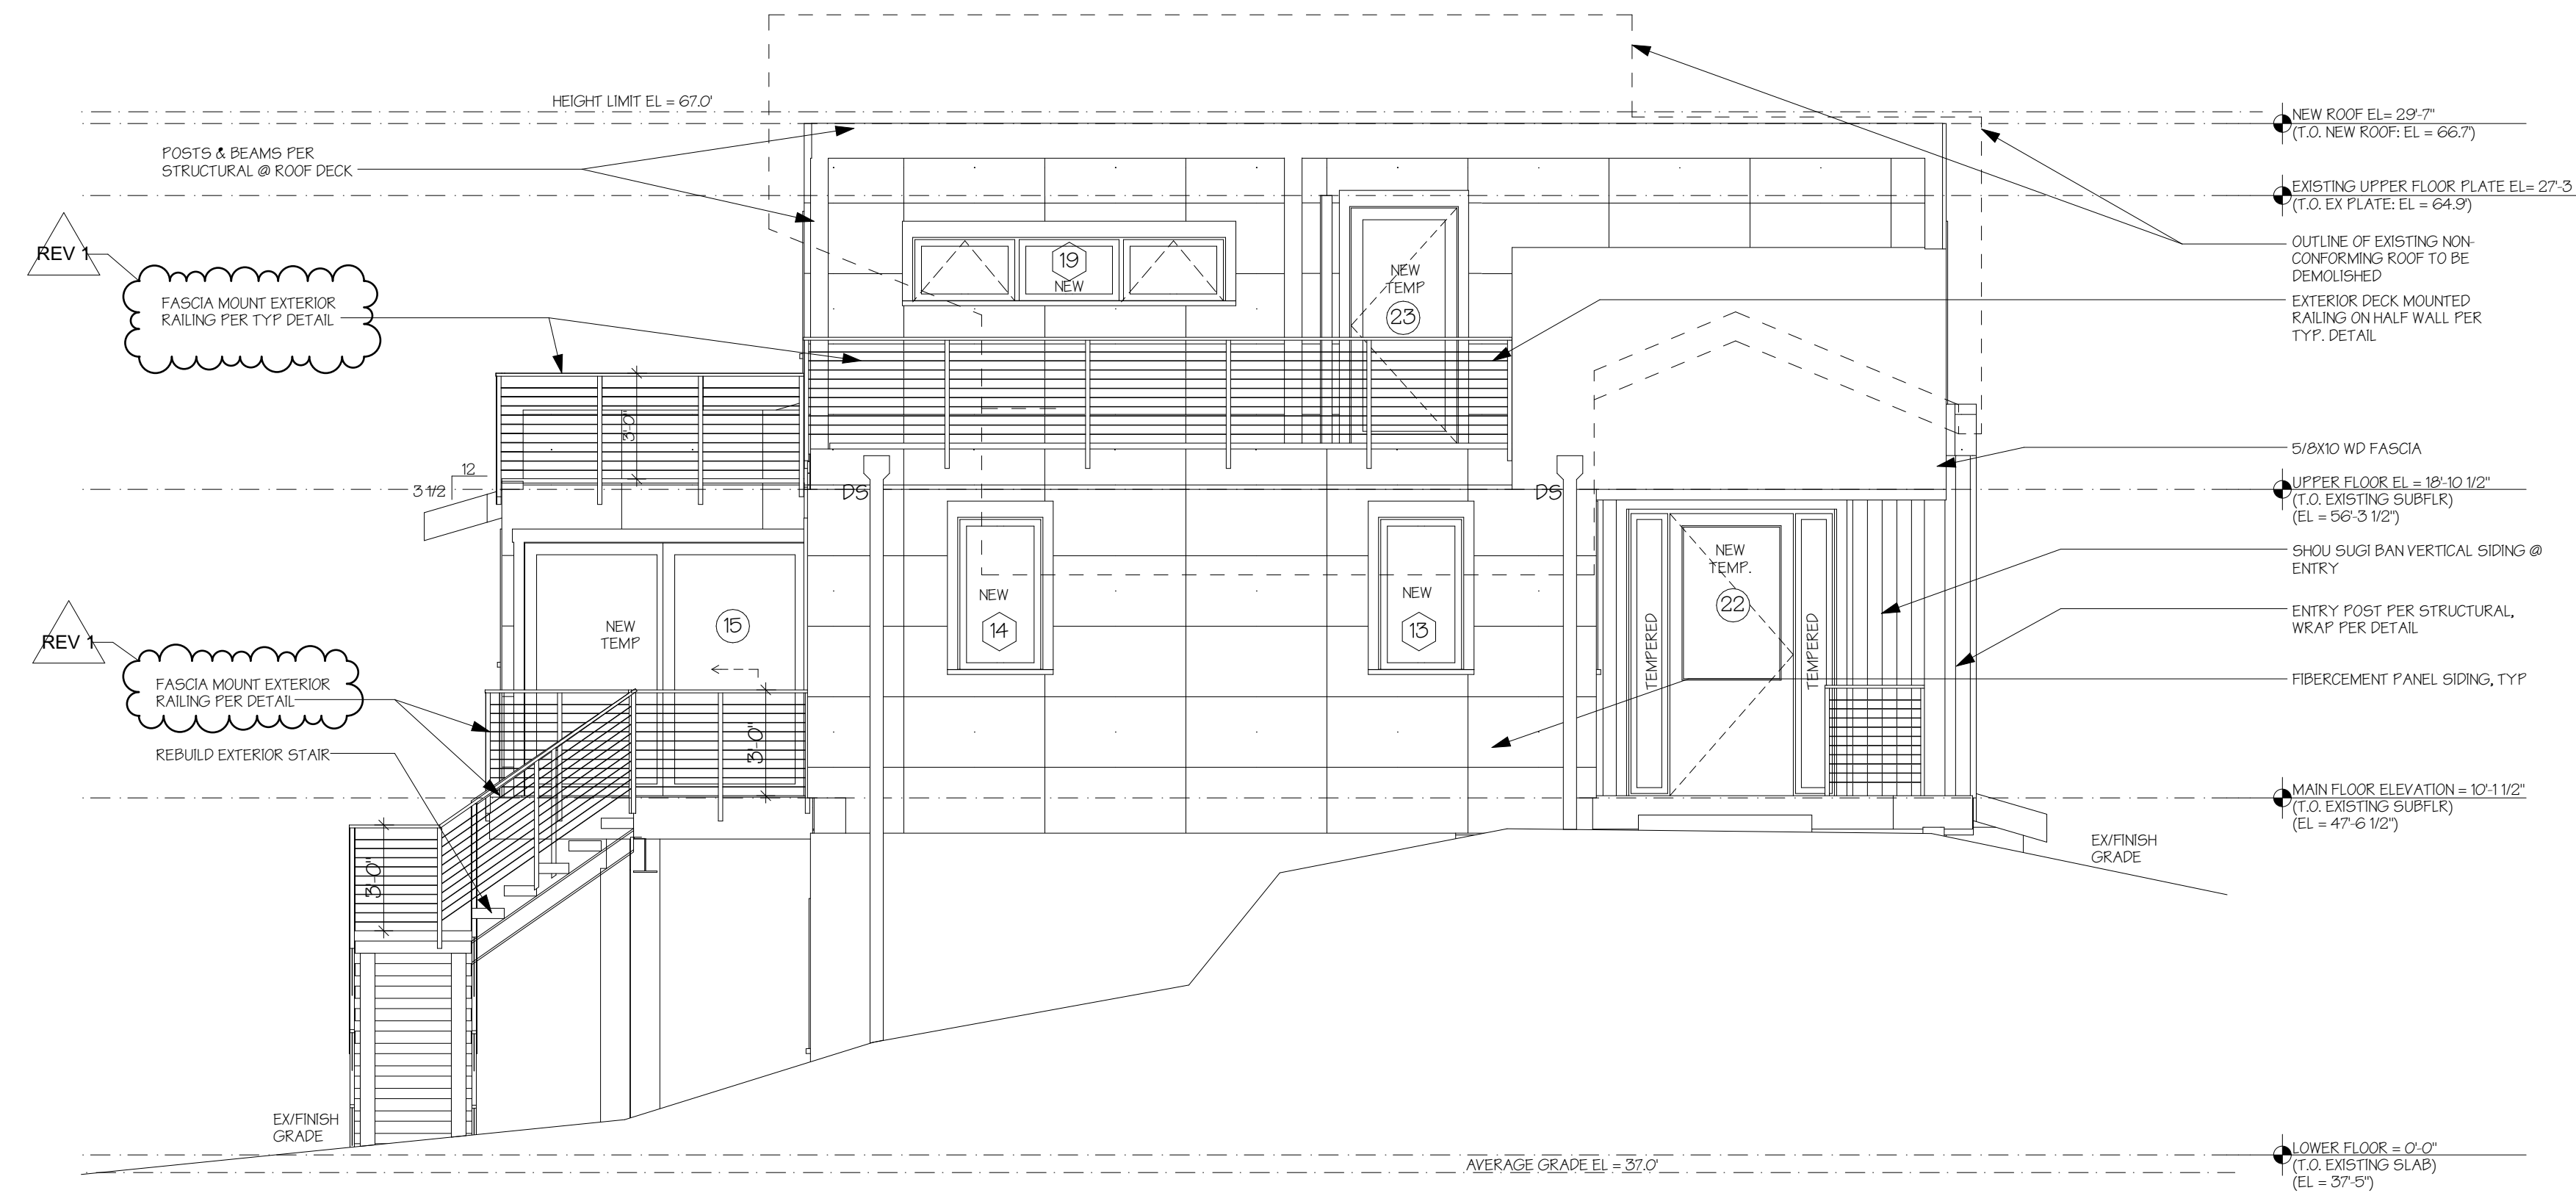 HEIGHT LIMIT EL = 67.0'
NEW ROOF EL= 29'-7"
(T.O. NEW ROOF: EL = 66.7')
POSTS & BEAMS PER
STRUCTURAL @ ROOF DECK
EXISTING UPPER FLOOR PLATE EL= 27'-3
(T.O. EX PLATE: EL = 64.9')
REV 1
FASCIA MOUNT EXTERIOR
RAILING PER TYP DETAIL
19
NEW
NEW
TEMP
23
OUTLINE OF EXISTING NON-
CONFORMING ROOF TO BE
DEMOLISHED
EXTERIOR DECK MOUNTED
RAILING ON HALF WALL PER
TYP. DETAIL
3'-0"
12
3 1/2
DS
DS
5/8X10 WD FASCIA
UPPER FLOOR EL = 18'-10 1/2"
(T.O. EXISTING SUBFLR)
(EL = 56'-3 1/2")
SHOU SUGI BAN VERTICAL SIDING @
ENTRY
NEW
TEMP
15
NEW
14
NEW
13
TEMPERED
NEW
TEMP.
22
TEMPERED
ENTRY POST PER STRUCTURAL,
WRAP PER DETAIL
FIBERCEMENT PANEL SIDING, TYP
REV 1
FASCIA MOUNT EXTERIOR
RAILING PER DETAIL
REBUILD EXTERIOR STAIR
3'-0"
3'-0"
MAIN FLOOR ELEVATION = 10'-1 1/2"
(T.O. EXISTING SUBFLR)
(EL = 47'-6 1/2")
EX/FINISH
GRADE
EX/FINISH
GRADE
AVERAGE GRADE EL = 37.0'
LOWER FLOOR = 0'-0"
(T.O. EXISTING SLAB)
(EL = 37'-5")